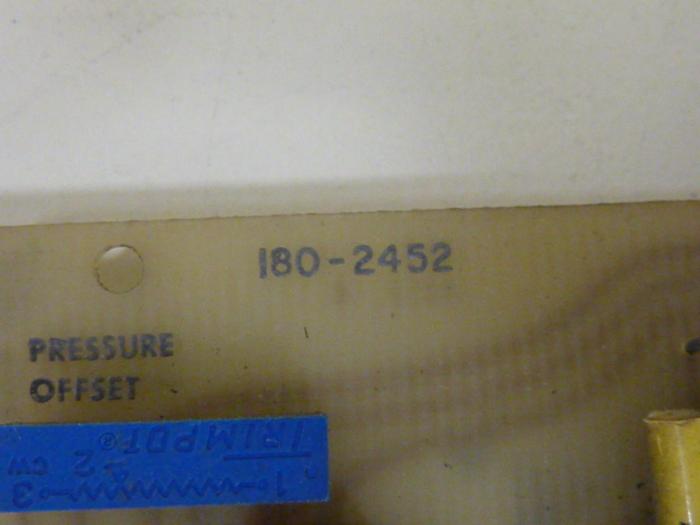 180-2452
PRESSURE
OFFSET
TRIMPOT®
2 CW
1 3